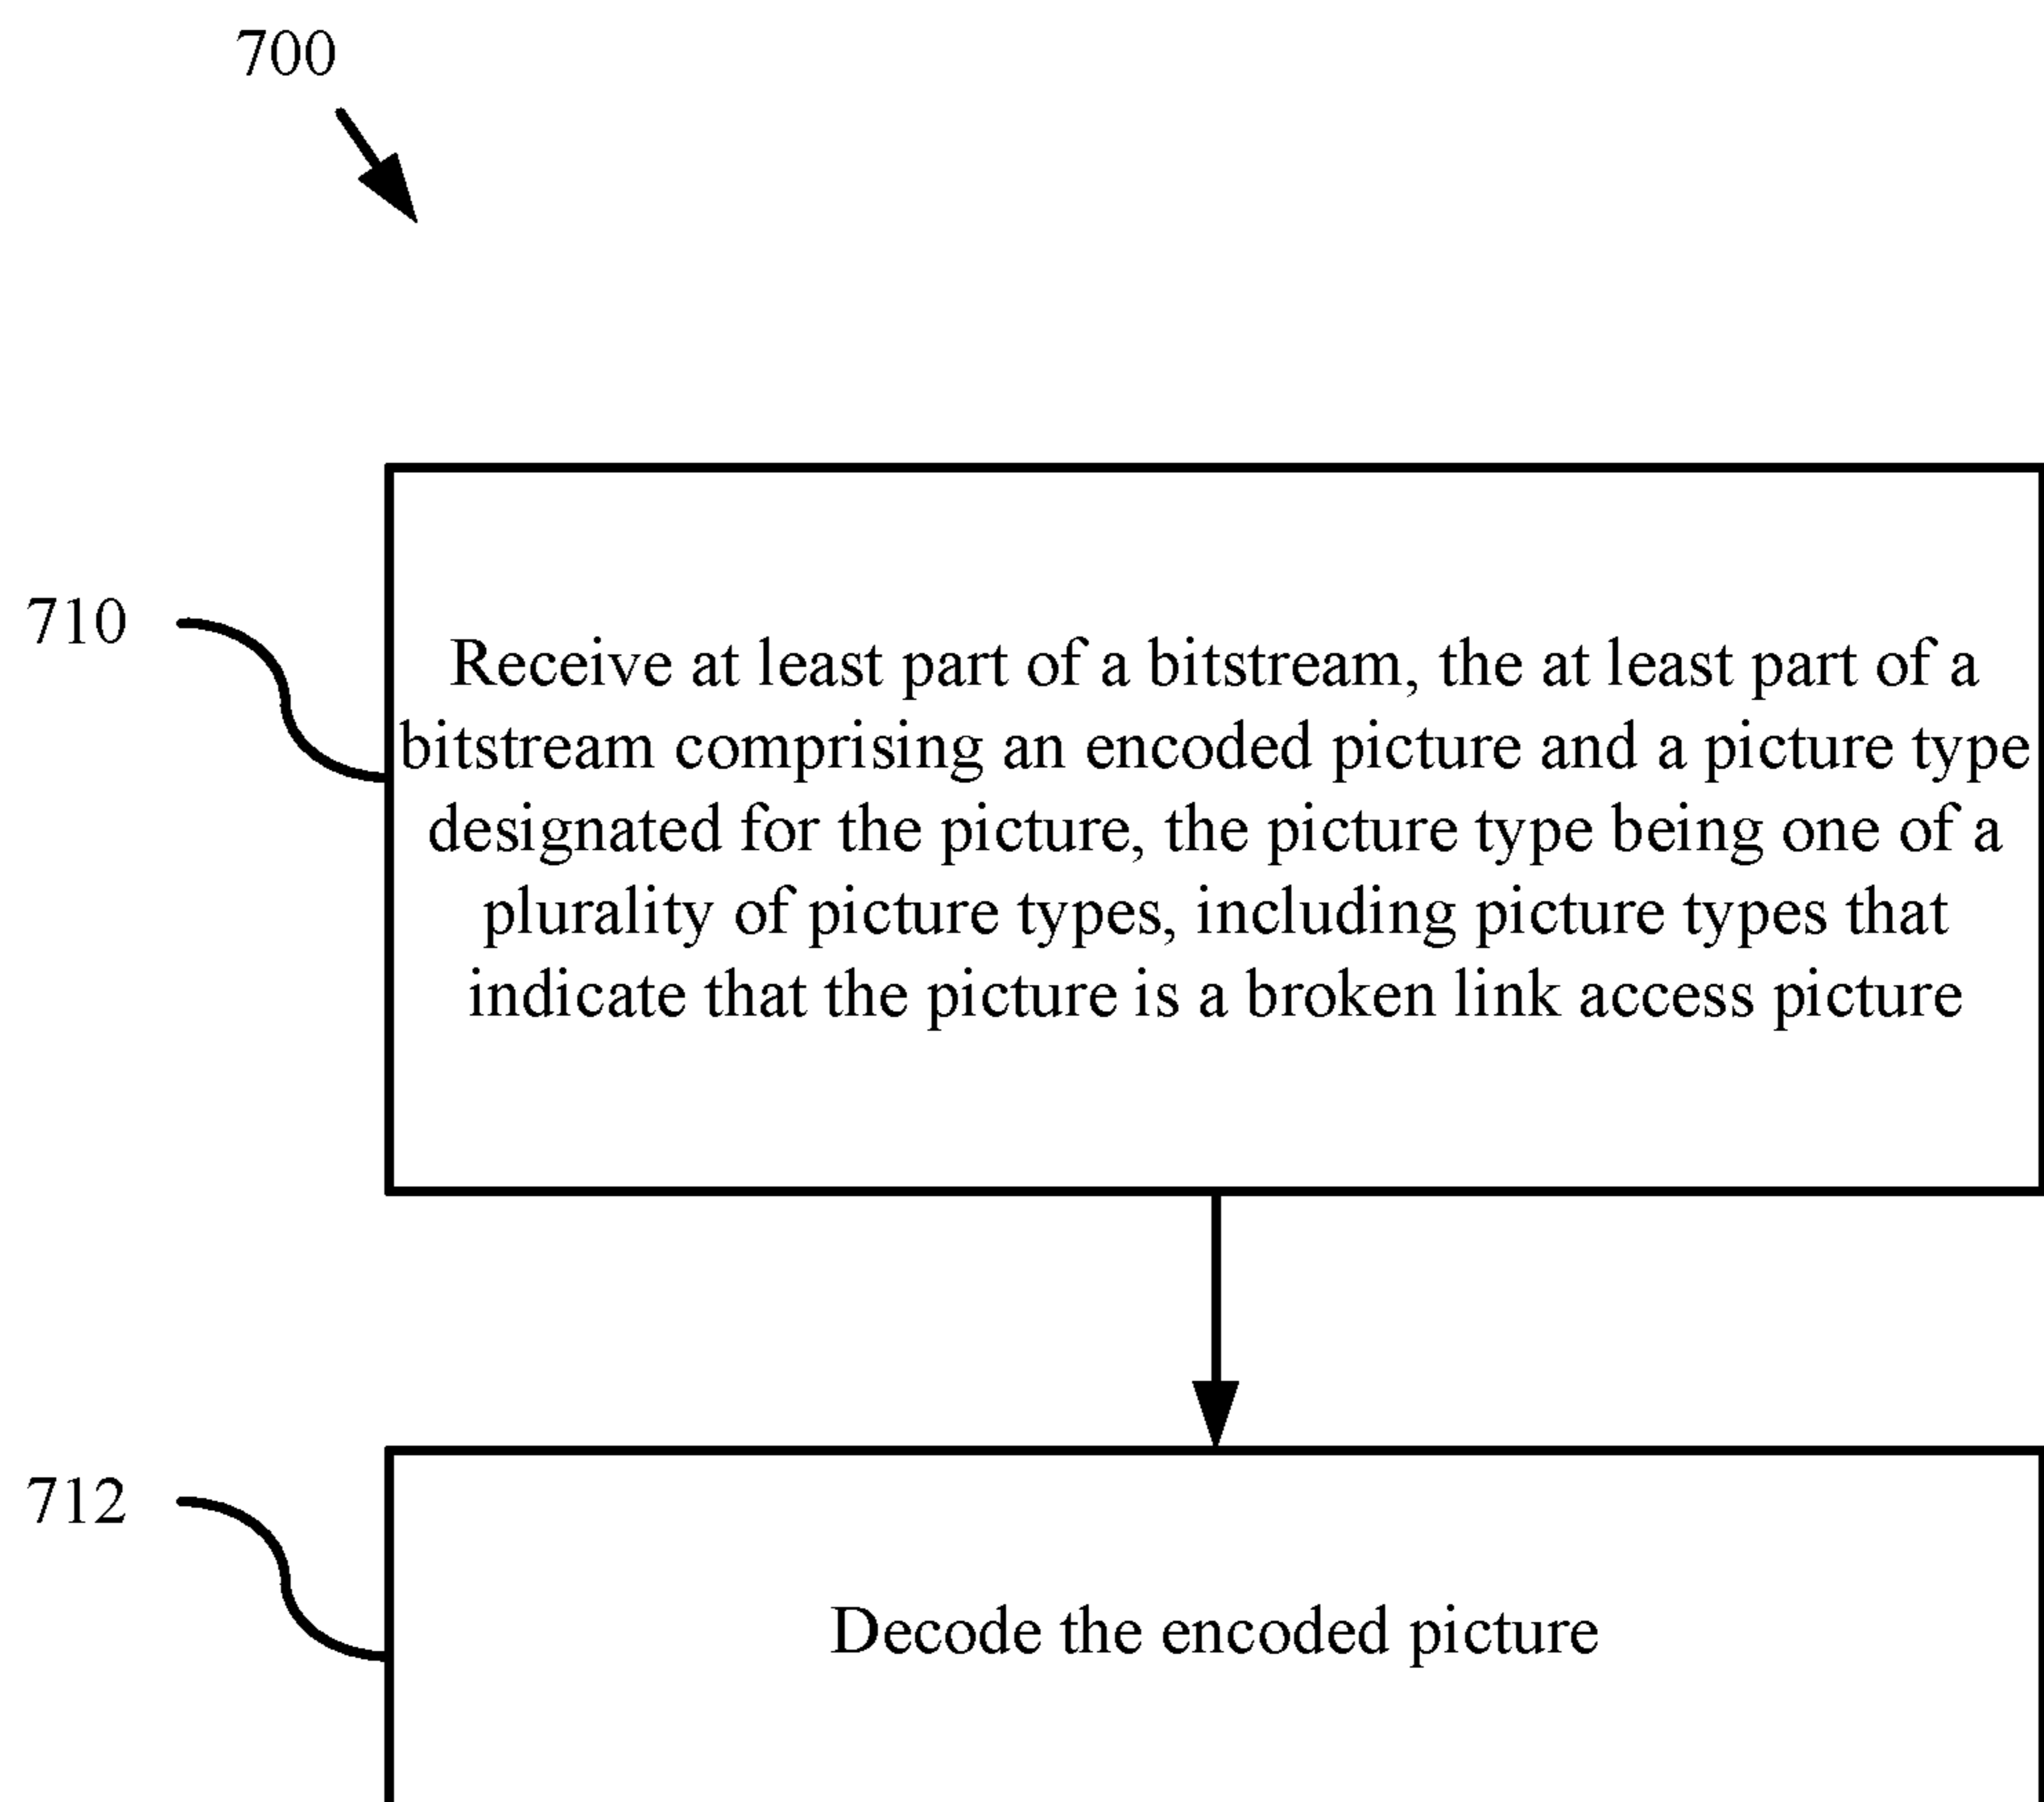 700
710
Receive at least part of a bitstream, the at least part of a
bitstream comprising an encoded picture and a picture type
designated for the picture, the picture type being one of a
plurality of picture types, including picture types that
indicate that the picture is a broken link access picture
712
Decode the encoded picture